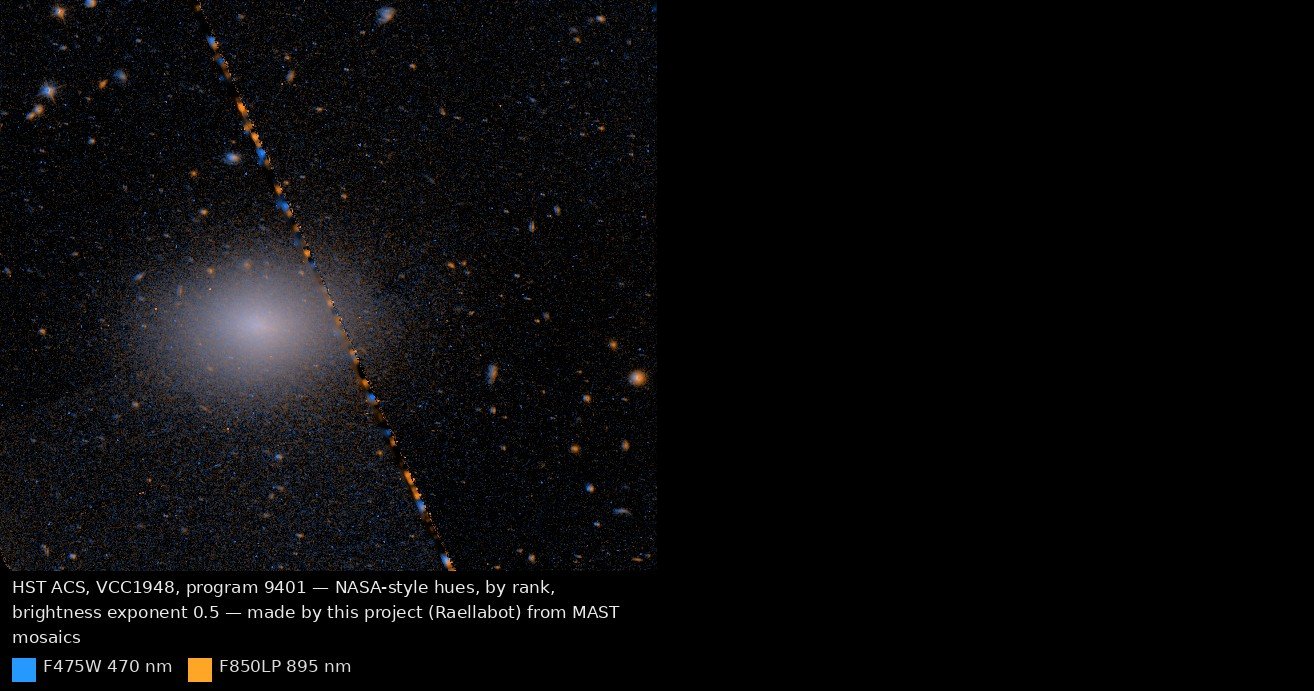 HST ACS, VCC1948, program 9401 — NASA-style hues, by rank,
brightness exponent 0.5 — made by this project (Raellabot) from MAST
mosaics
F475W 470 nm F850LP 895 nm